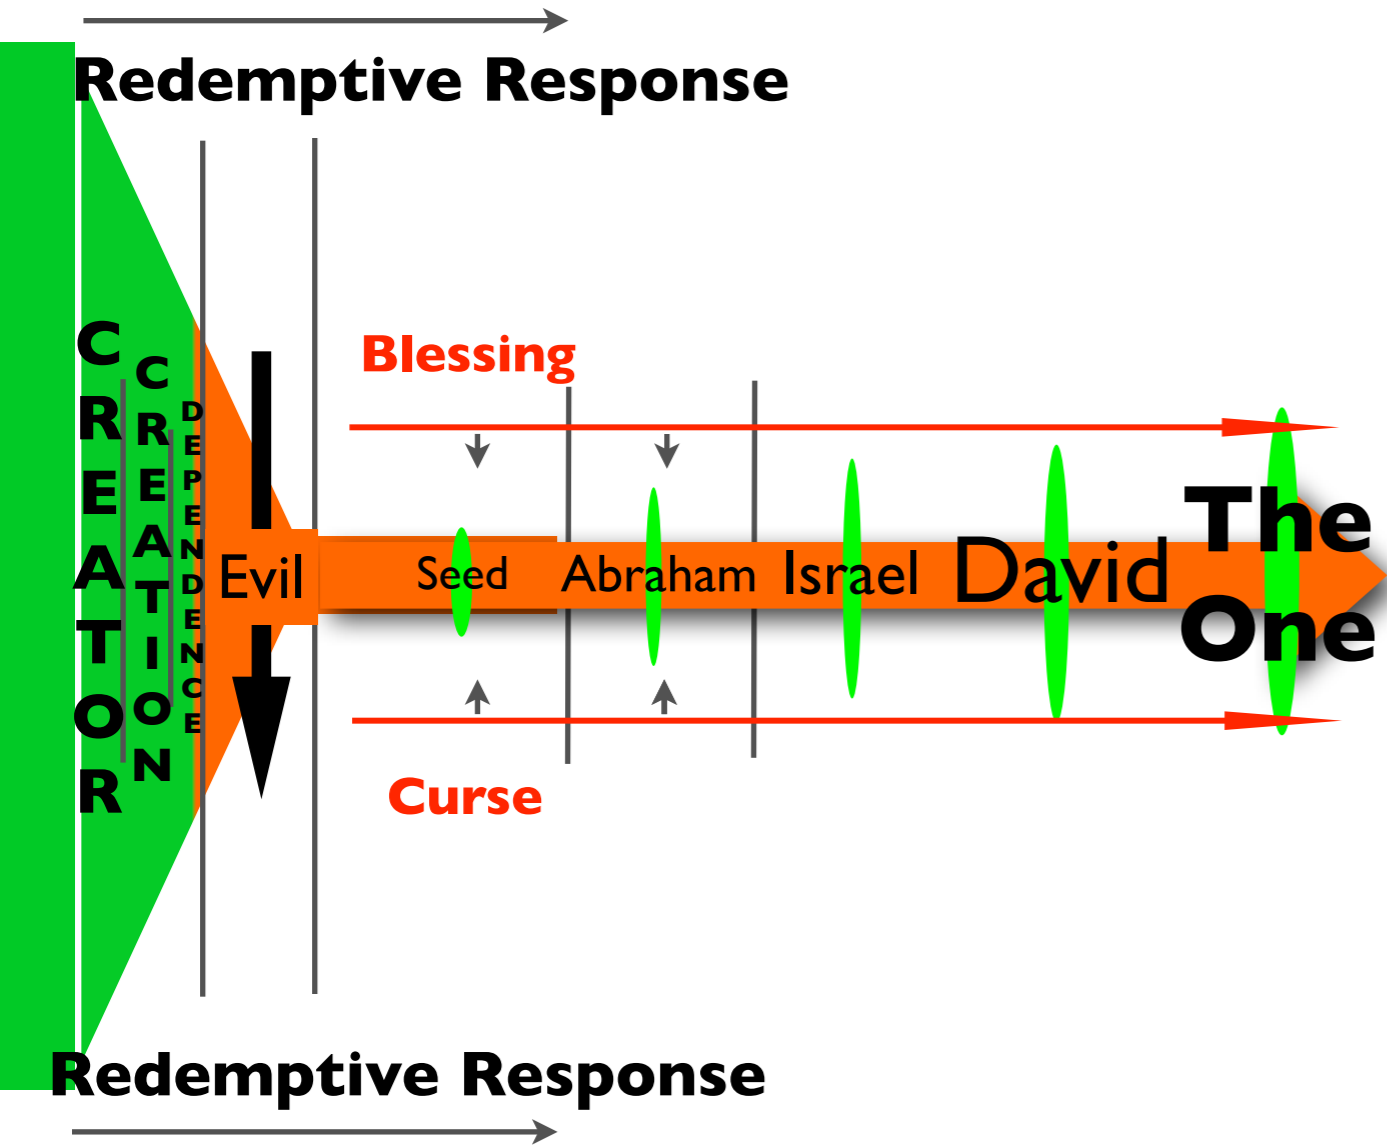 Redemptive Response
CREATOR
CREATION
DEPENDENCE
Evil
Blessing
Seed
Abraham
Israel
David
The
One
Curse
Redemptive Response